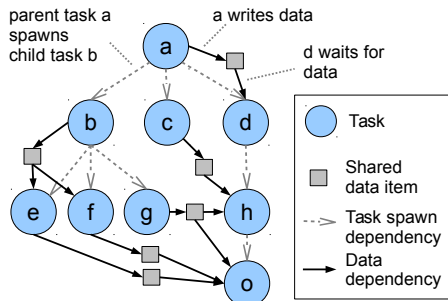 parent task a
spawns
child task b
a writes data
d waits for
data
a
b
c
d
e
f
g
h
o
Task
Shared
data item
Task spawn
dependency
Data
dependency